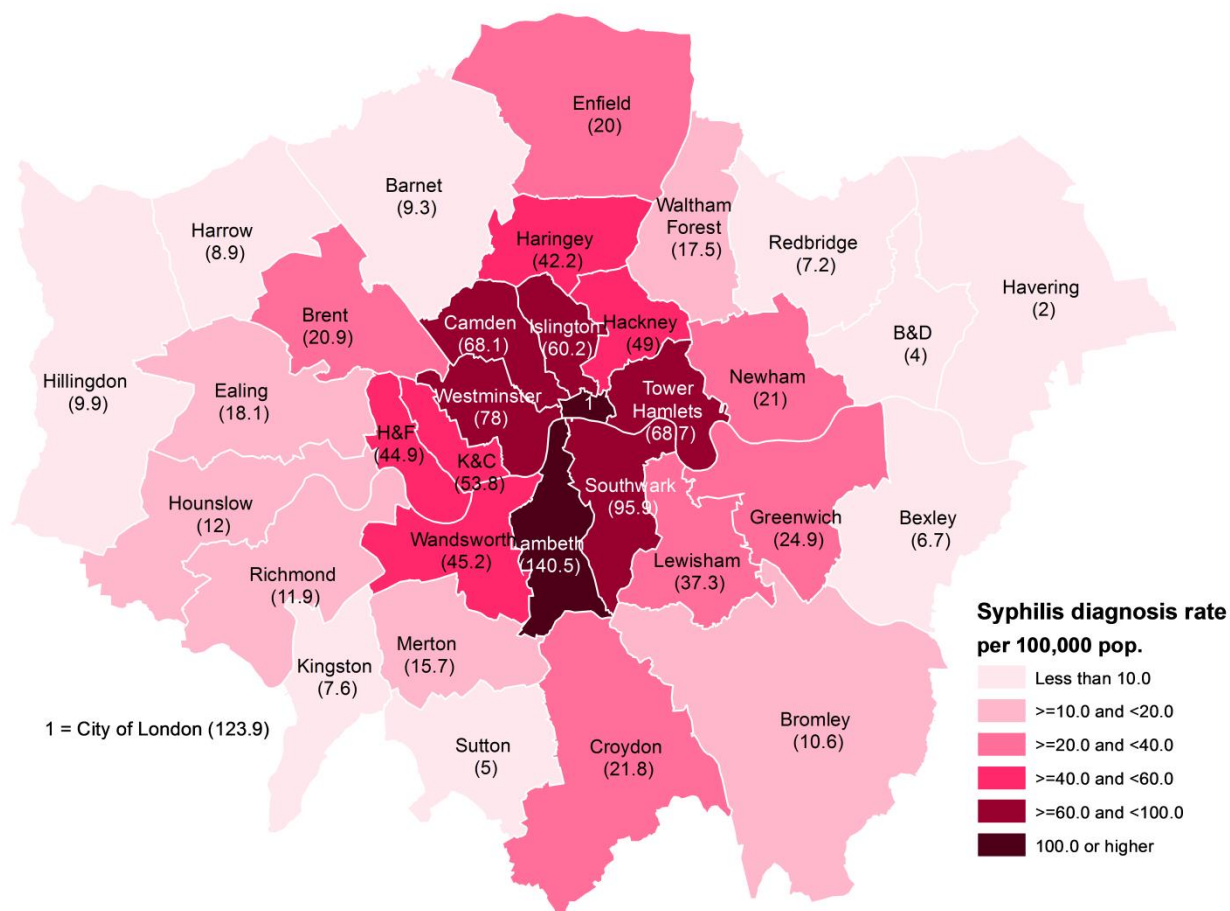 Enfield
(20)
Barnet
(9.3)
Harrow
(8.9)
Waltham
Forest
(17.5)
Redbridge
(7.2)
Havering
(2)
Haringey
(42.2)
Brent
(20.9)
Camden
(68.1)
Islington
(60.2)
Hackney
(49)
B&D
(4)
Hillingdon
(9.9)
Ealing
(18.1)
Westminster
(78)
1
Tower
Hamlets
(68.7)
Newham
(21)
H&F
(44.9)
K&C
(53.8)
Hounslow
(12)
Southwark
(95.9)
Greenwich
(24.9)
Bexley
(6.7)
Wandsworth
(45.2)
Lambeth
(140.5)
Lewisham
(37.3)
Richmond
(11.9)
Merton
(15.7)
Kingston
(7.6)
Bromley
(10.6)
Sutton
(5)
Croydon
(21.8)
1 = City of London (123.9)
Syphilis diagnosis rate
per 100,000 pop.
Less than 10.0
>=10.0 and <20.0
>=20.0 and <40.0
>=40.0 and <60.0
>=60.0 and <100.0
100.0 or higher